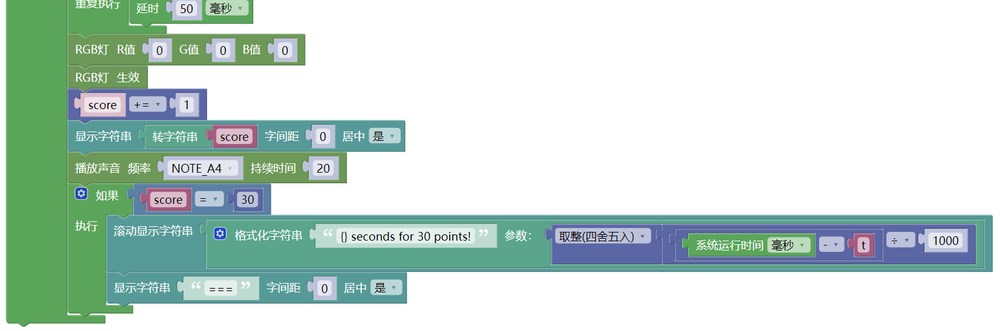 重复执行 延时 50 毫秒
RGB灯 R值 0 G值 0 B值 0
RGB灯 生效
score += 1
显示字符串 转字符串 score 字间距 0 居中 是
播放声音 频率 NOTE_A4 持续时间 20
如果 score = 30
执行 滚动显示字符串 格式化字符串 “ {} seconds for 30 points! ” 参数: 取整(四舍五入) 系统运行时间 毫秒 - t ÷ 1000
显示字符串 “ === ” 字间距 0 居中 是